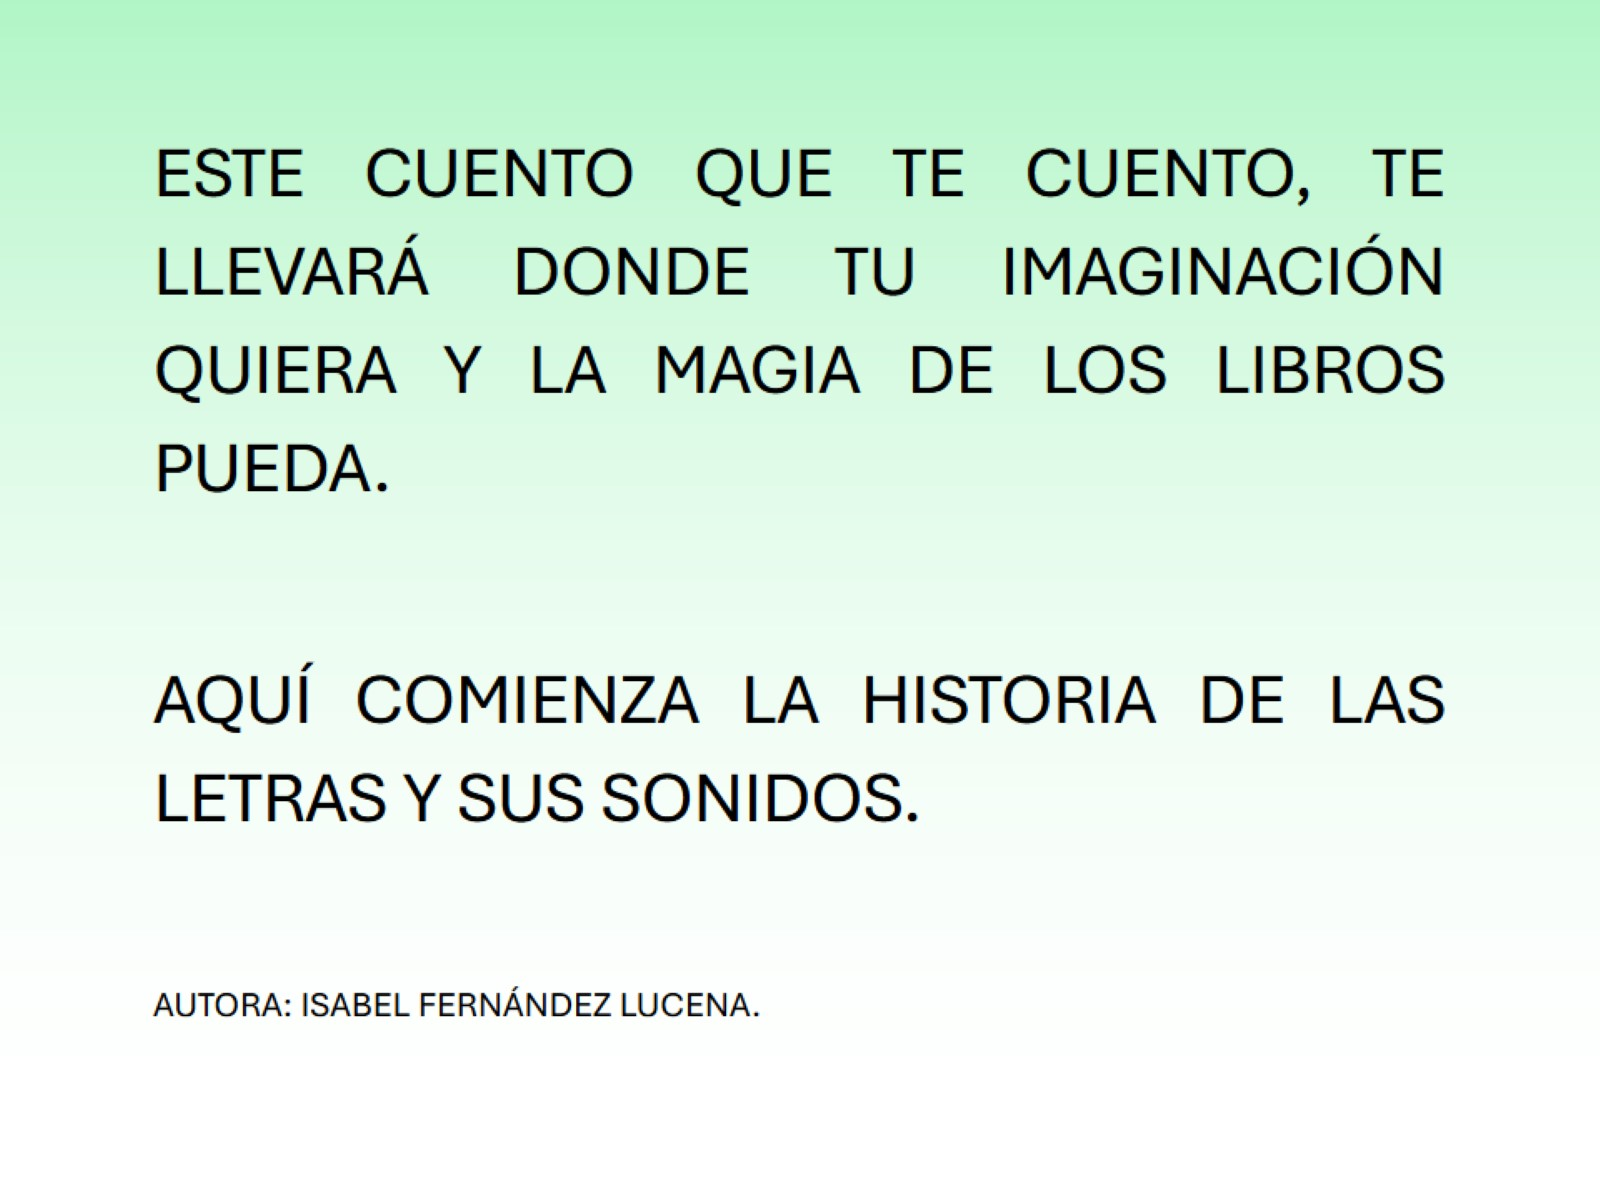 ESTE CUENTO QUE TE CUENTO, TE
LLEVARÁ DONDE TU IMAGINACIÓN
QUIERA Y LA MAGIA DE LOS LIBROS
PUEDA.
AQUÍ COMIENZA LA HISTORIA DE LAS
LETRAS Y SUS SONIDOS.
AUTORA: ISABEL FERNÁNDEZ LUCENA.